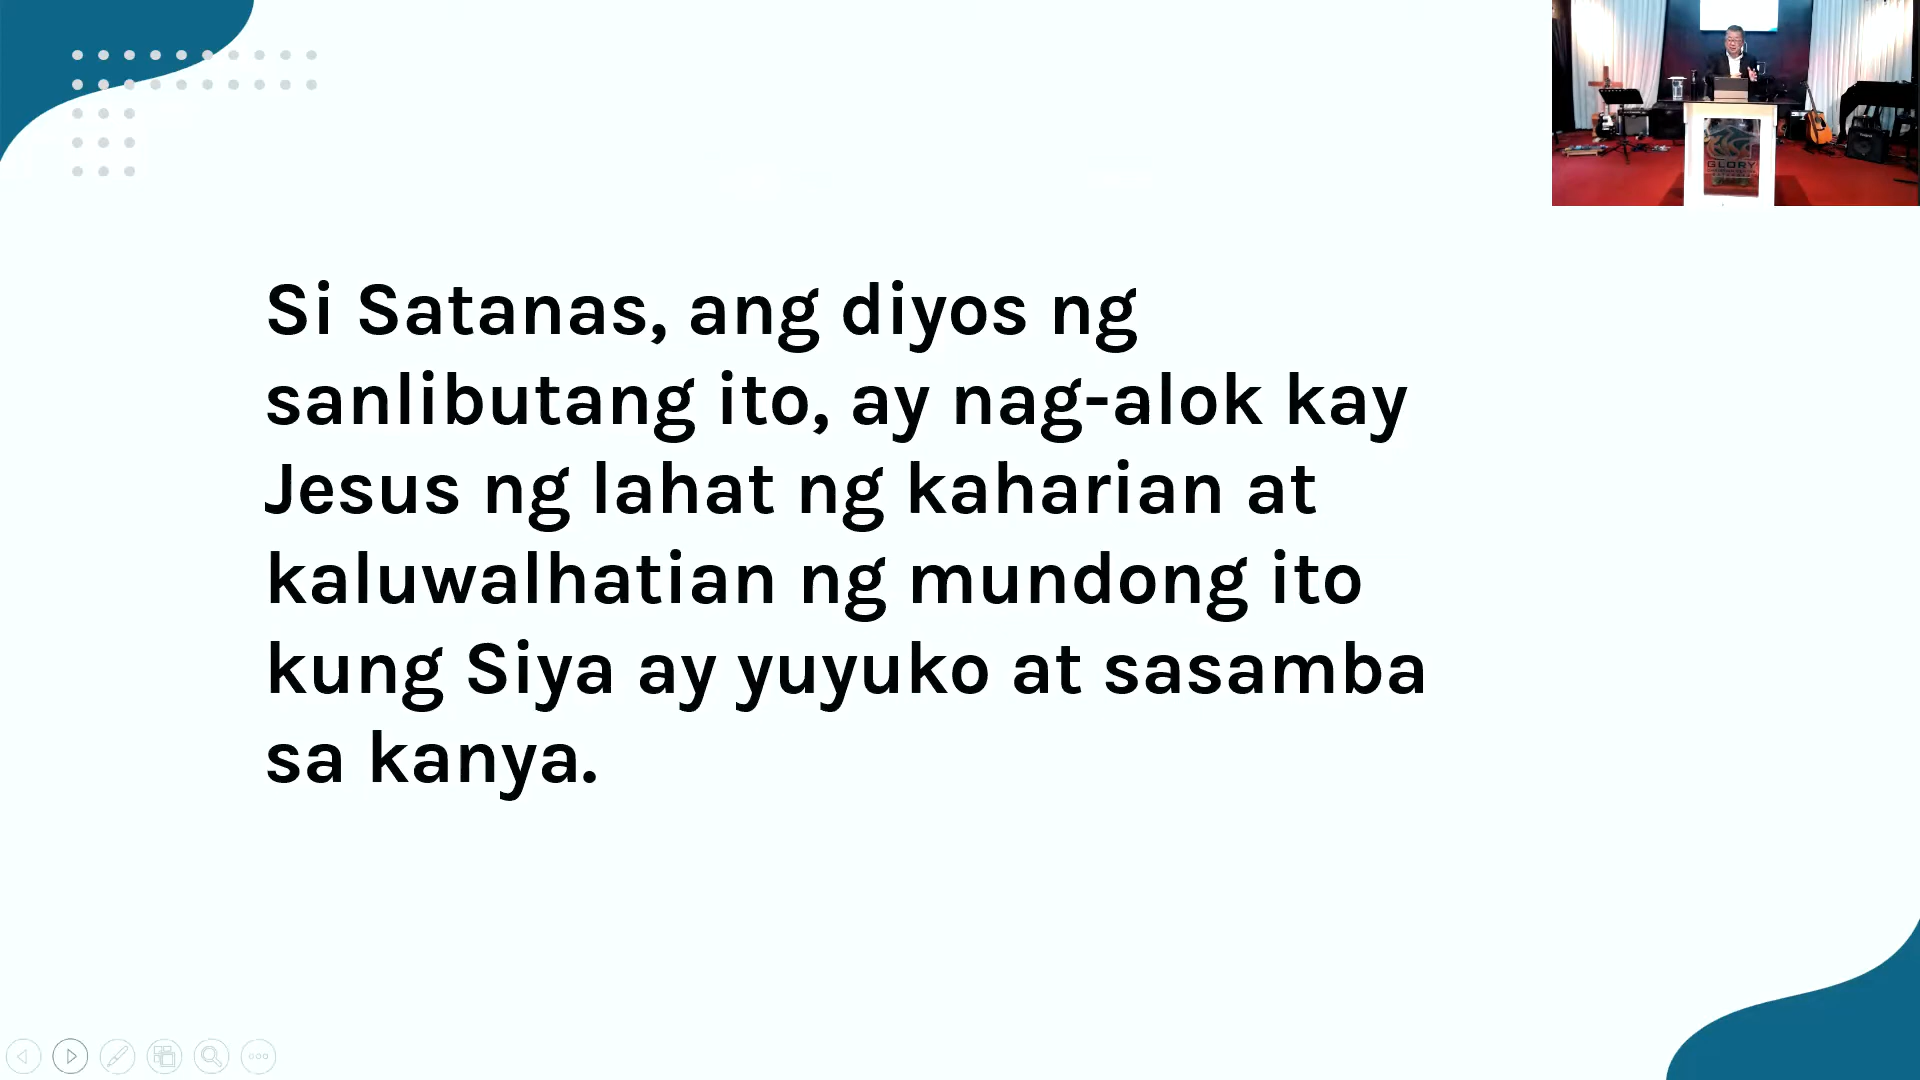 Si Satanas, ang diyos ng
sanlibutang ito, ay nag-alok kay
Jesus ng lahat ng kaharian at
kaluwalhatian ng mundong ito
kung Siya ay yuyuko at sasamba
sa kanya.
GLORY